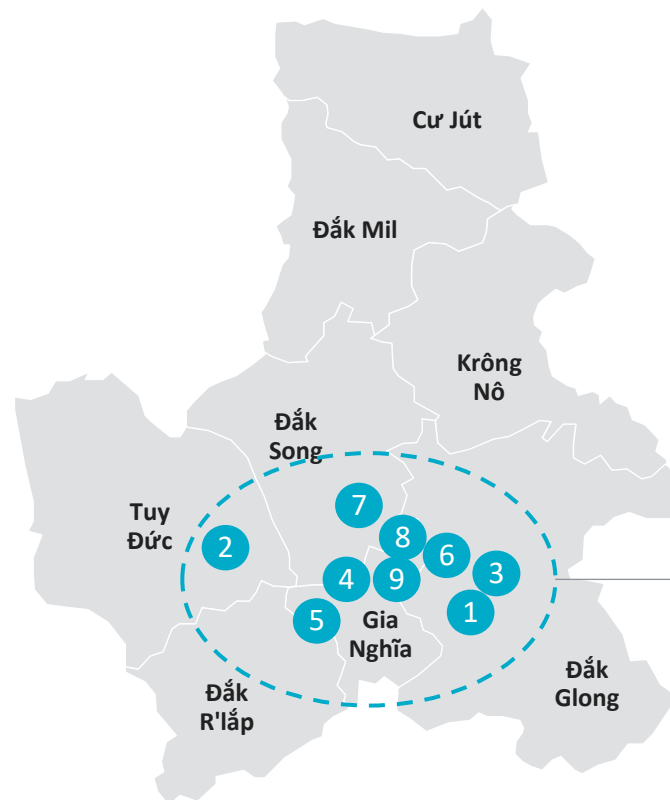 Cư Jút
Đắk Mil
Krông
Nô
Đắk
Song
Tuy
Đức
7
8
2
6
3
4
9
1
5
Gia
Nghĩa
Đắk
Glong
Đắk
R'lắp